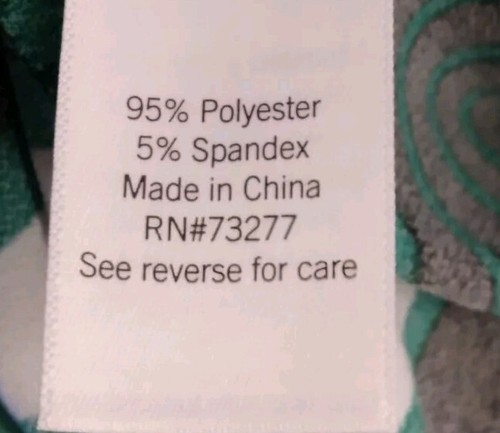 95% Polyester
5% Spandex
Made in China
RN#73277
See reverse for care